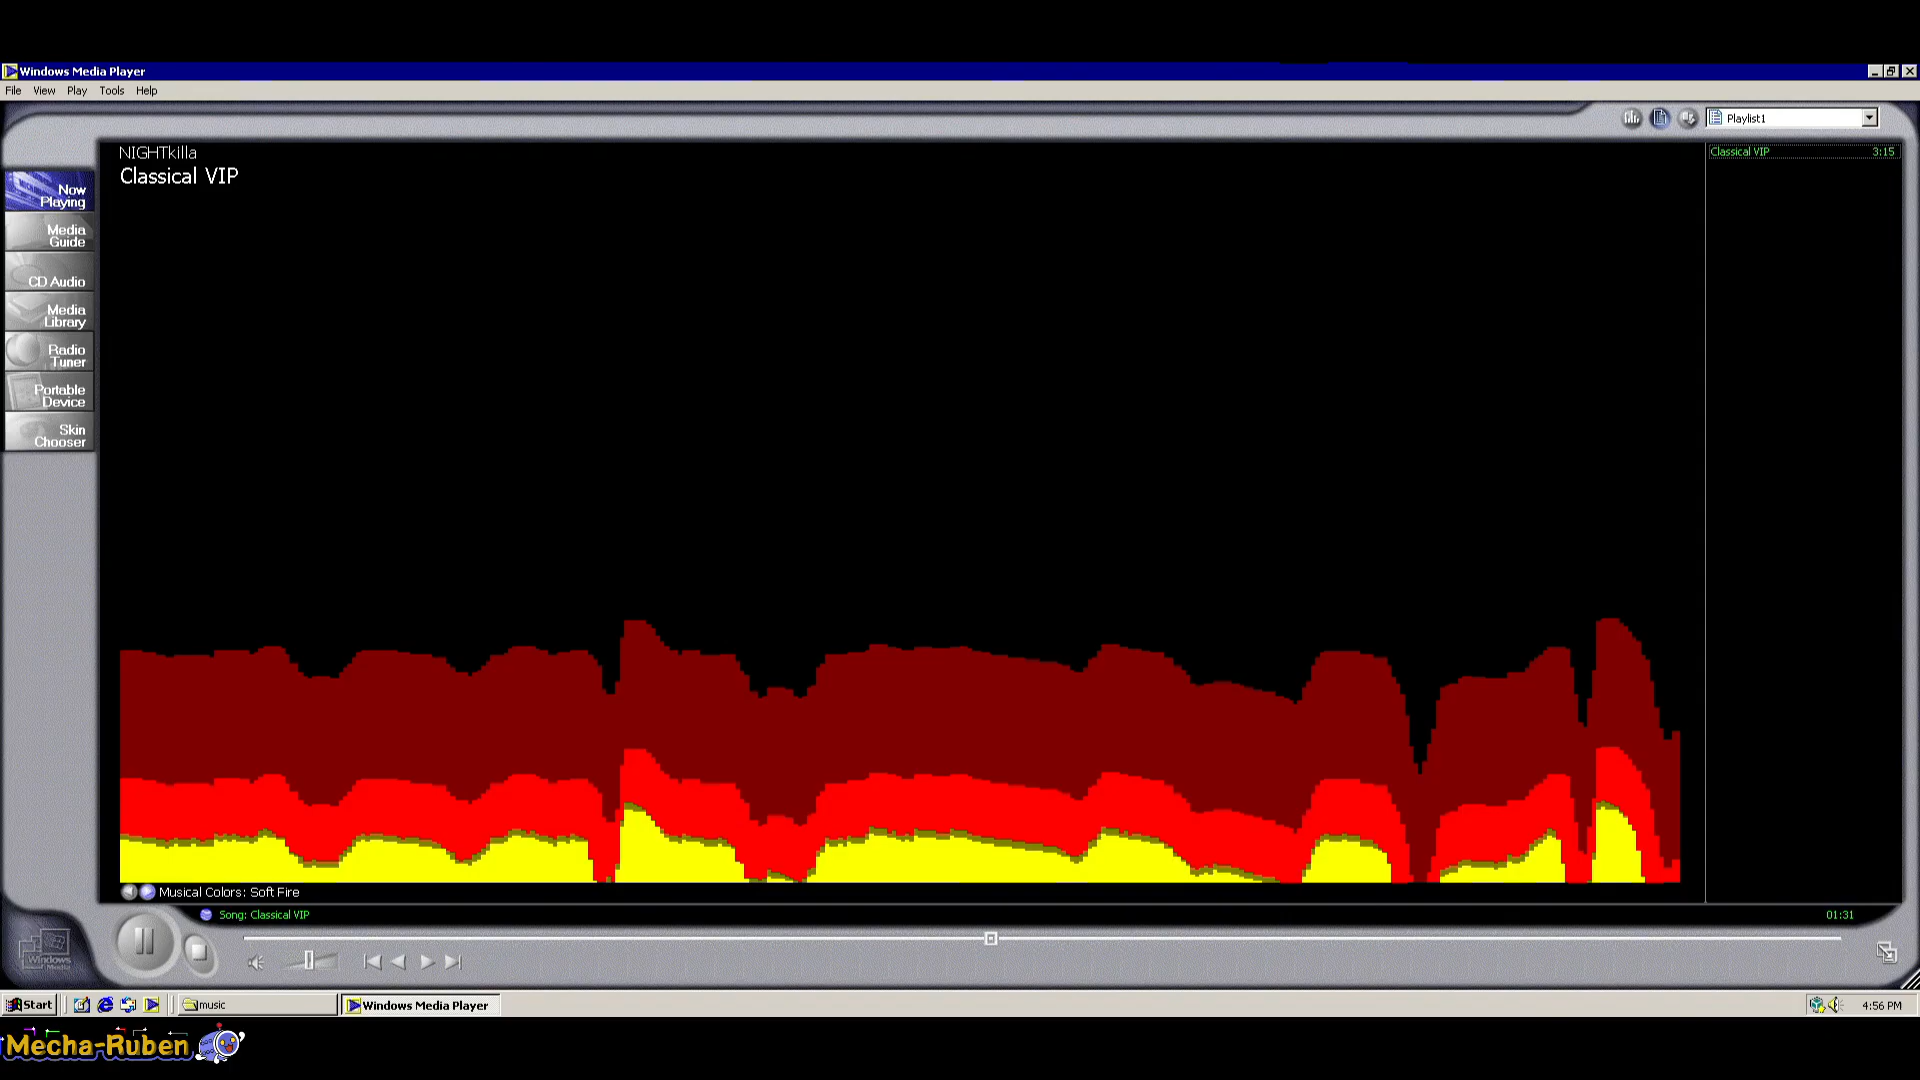 Windows Media Player
File View Play Tools Help
Playlist1
NIGHTkilla
Classical VIP
Classical VIP 3:15
Now
Playing
Media
Guide
CD Audio
Media
Library
Radio
Tuner
Portable
Device
Skin
Chooser
Musical Colors: Soft Fire
Song: Classical VIP 01:31
Windows
Media
Start music Windows Media Player 4:56 PM
Mecha-Ruben